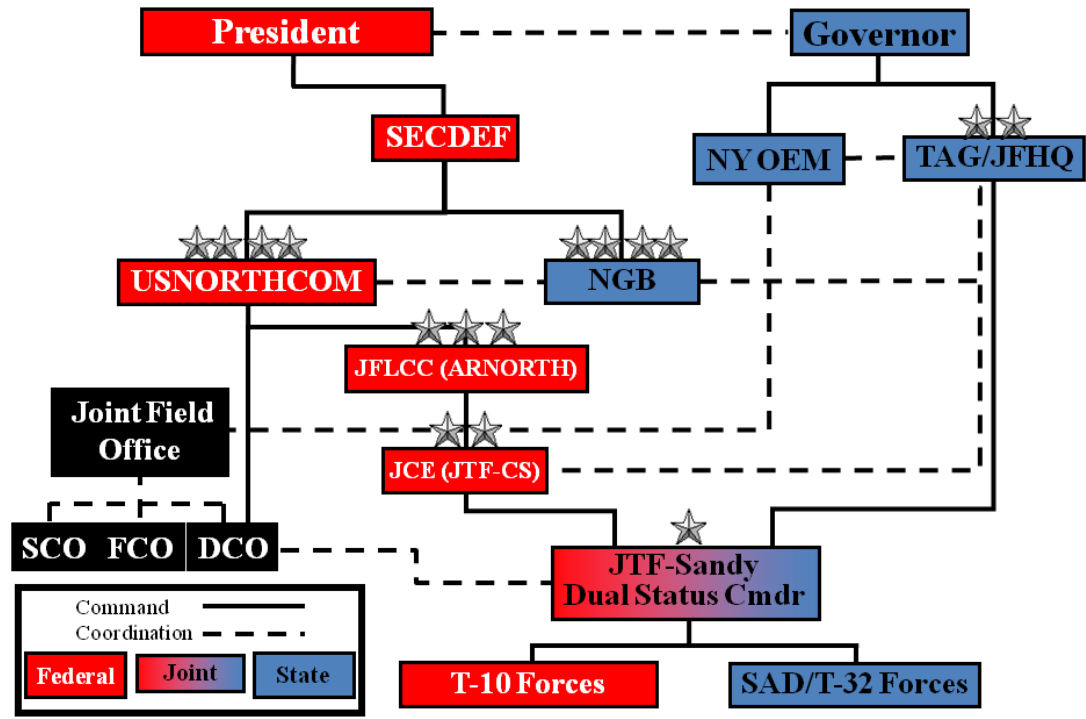 President
Governor
SECDEF
NY OEM
TAG/JFHQ
USNORTHCOM
NGB
JFLCC (ARNORTH)
Joint Field
Office
JCE (JTF-CS)
SCO FCO DCO
JTF-Sandy
Dual Status Cmdr
Command
Coordination
Federal
Joint
State
T-10 Forces
SAD/T-32 Forces